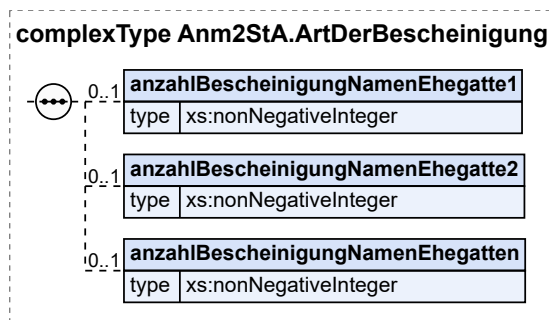 complexType Anm2StA.ArtDerBescheinigung
0..1 anzahlBescheinigungNamenEhegatte1
type xs:nonNegativeInteger
0..1 anzahlBescheinigungNamenEhegatte2
type xs:nonNegativeInteger
0..1 anzahlBescheinigungNamenEhegatten
type xs:nonNegativeInteger